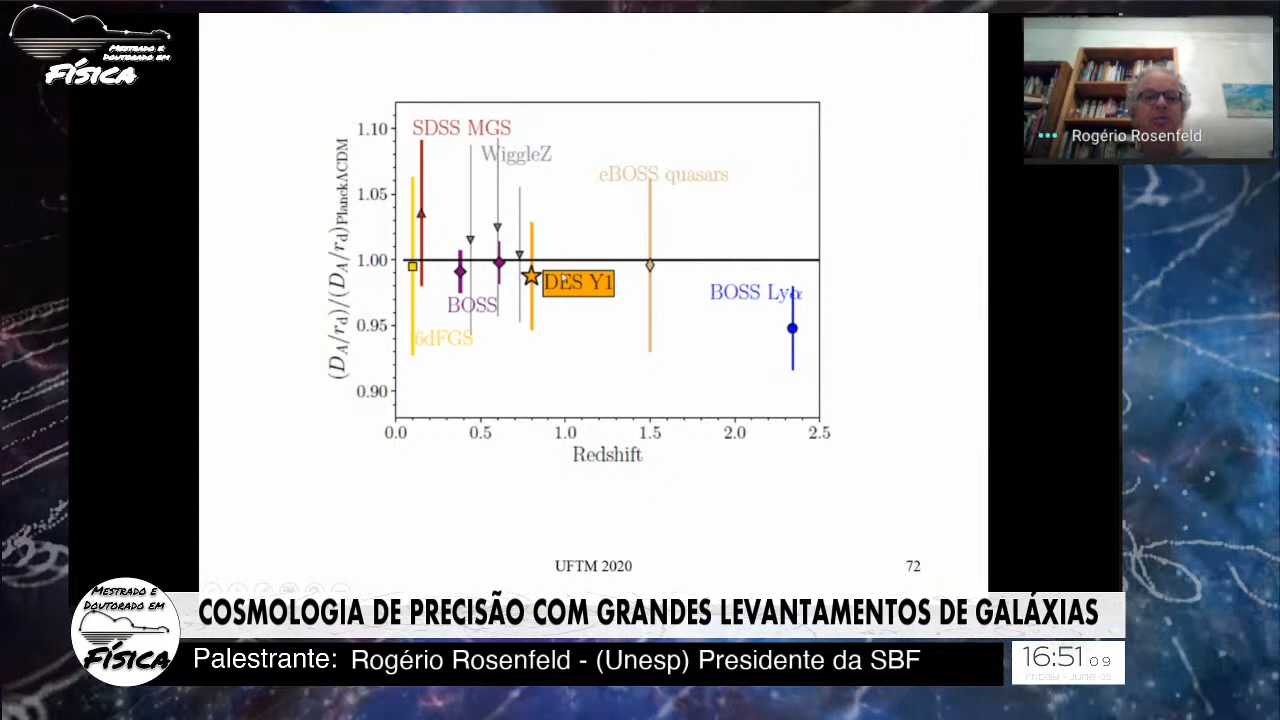 MESTRADO E
DOUTORADO EM
FÍSICA
Rogério Rosenfeld
SDSS MGS
WiggleZ
eBOSS quasars
DES Y1
BOSS
BOSS Lyα
6dFGS
1.10
1.05
1.00
0.95
0.90
(D_A/r_d)/(D_A/r_d)_PlanckΛCDM
0.0 0.5 1.0 1.5 2.0 2.5
Redshift
UFTM 2020
72
MESTRADO E
DOUTORADO EM
FÍSICA
COSMOLOGIA DE PRECISÃO COM GRANDES LEVANTAMENTOS DE GALÁXIAS
Palestrante: Rogério Rosenfeld - (Unesp) Presidente da SBF
16:51 09
FRIDAY - JUNE 05